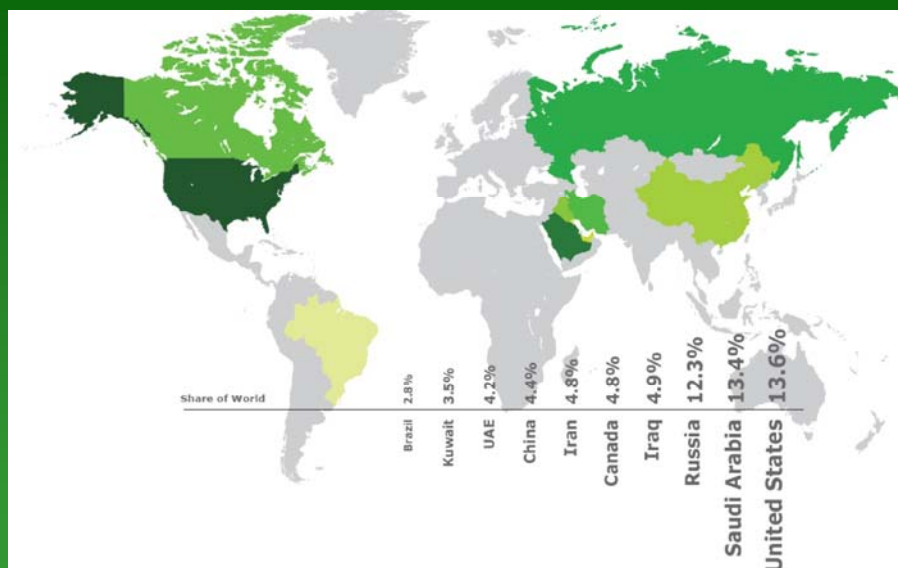 Share of World
2.8%
3.5%
4.2%
4.4%
4.8%
4.8%
4.9%
12.3%
13.4%
13.6%
Brazil
Kuwait
UAE
China
Iran
Canada
Iraq
Russia
Saudi Arabia
United States